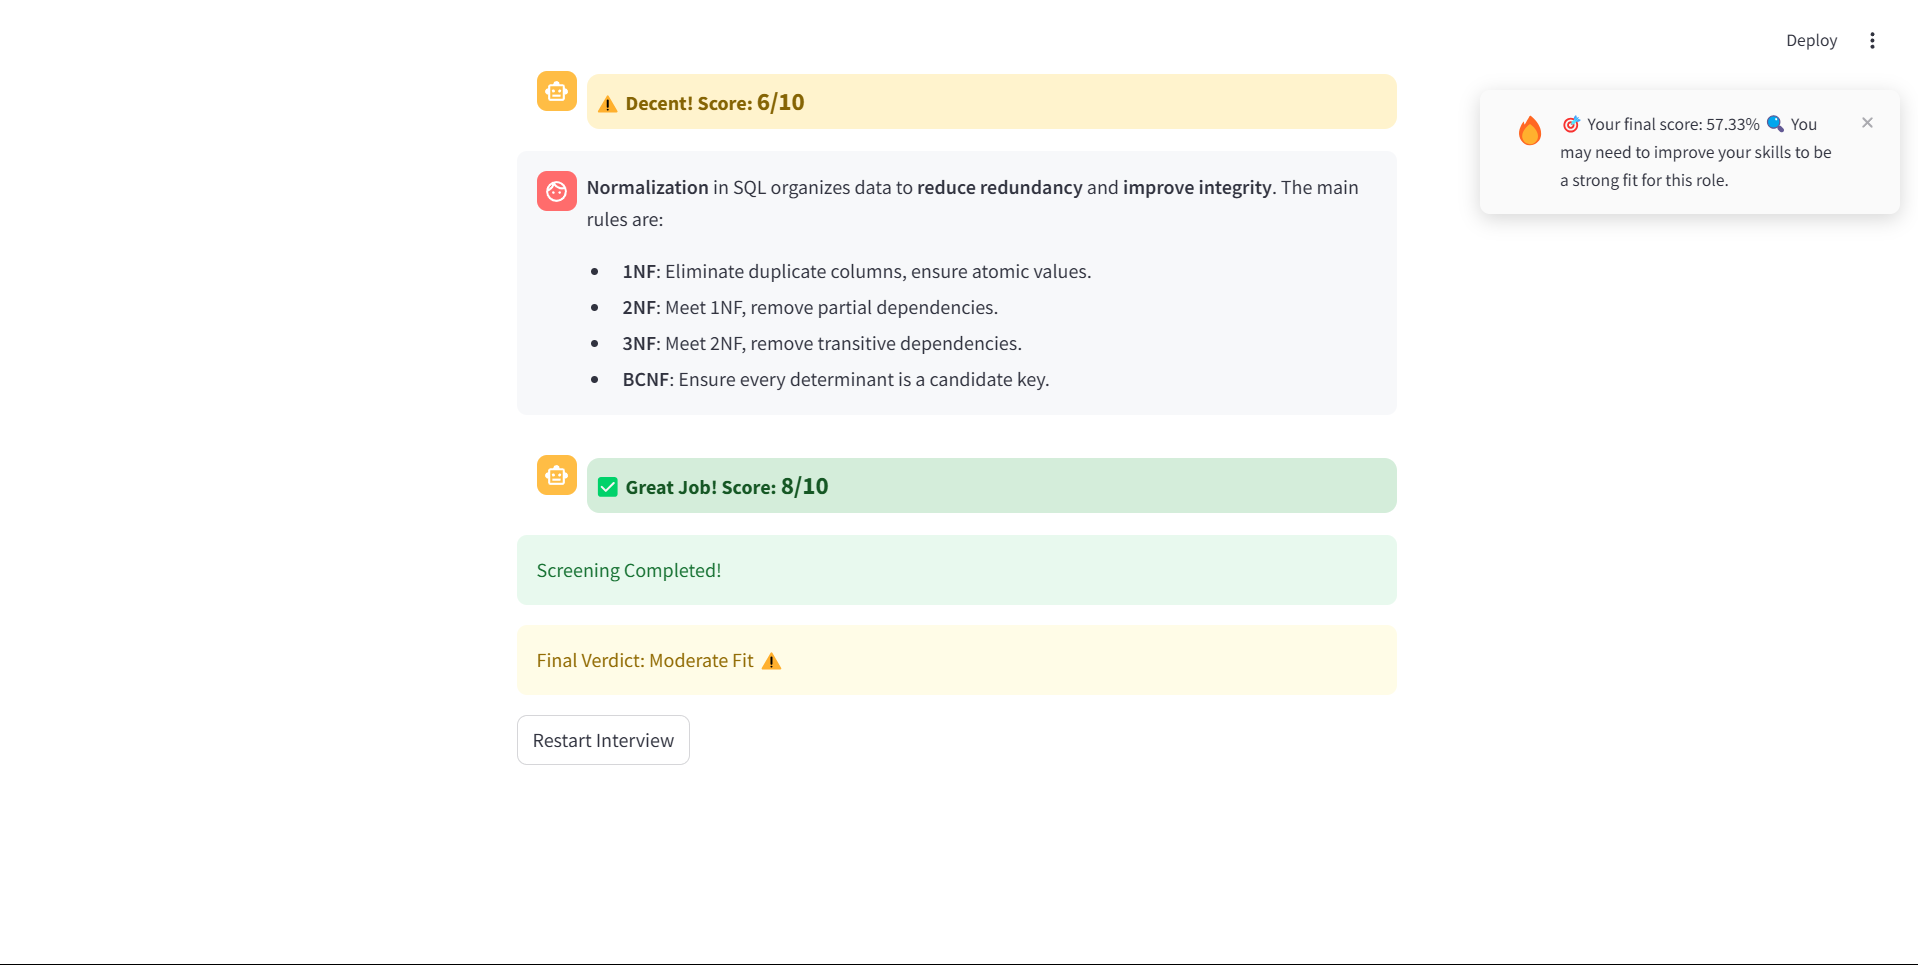 Deploy
⚠️ Decent! Score: 6/10
🎯 Your final score: 57.33% 🔍 You
may need to improve your skills to be
a strong fit for this role.
Normalization in SQL organizes data to reduce redundancy and improve integrity. The main
rules are:
• 1NF: Eliminate duplicate columns, ensure atomic values.
• 2NF: Meet 1NF, remove partial dependencies.
• 3NF: Meet 2NF, remove transitive dependencies.
• BCNF: Ensure every determinant is a candidate key.
✅ Great Job! Score: 8/10
Screening Completed!
Final Verdict: Moderate Fit ⚠️
Restart Interview